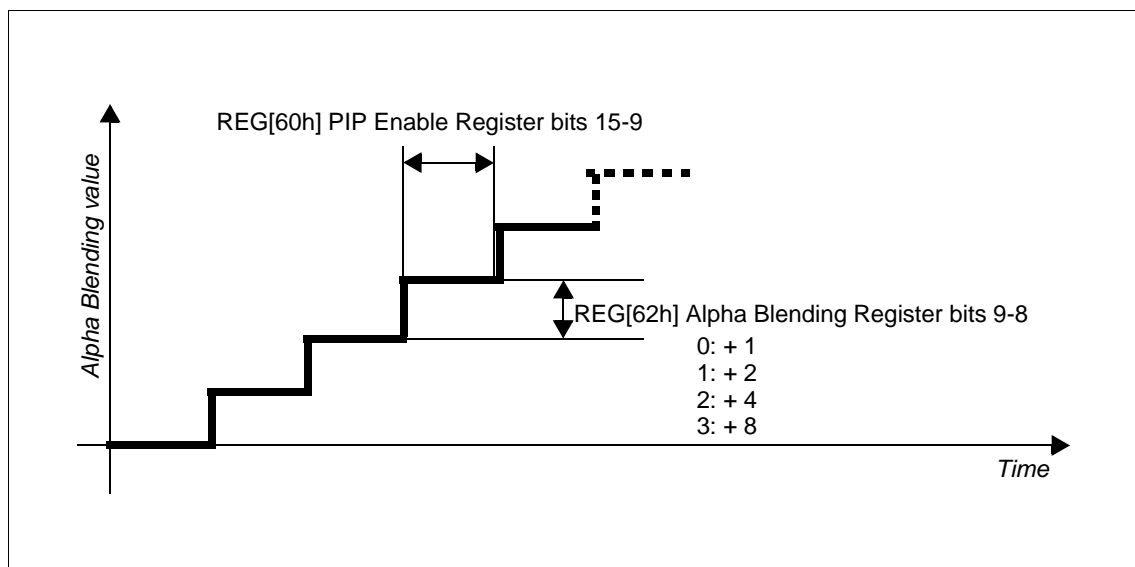 REG[60h] PIP Enable Register bits 15-9
Alpha Blending value
REG[62h] Alpha Blending Register bits 9-8
0: + 1
1: + 2
2: + 4
3: + 8
Time